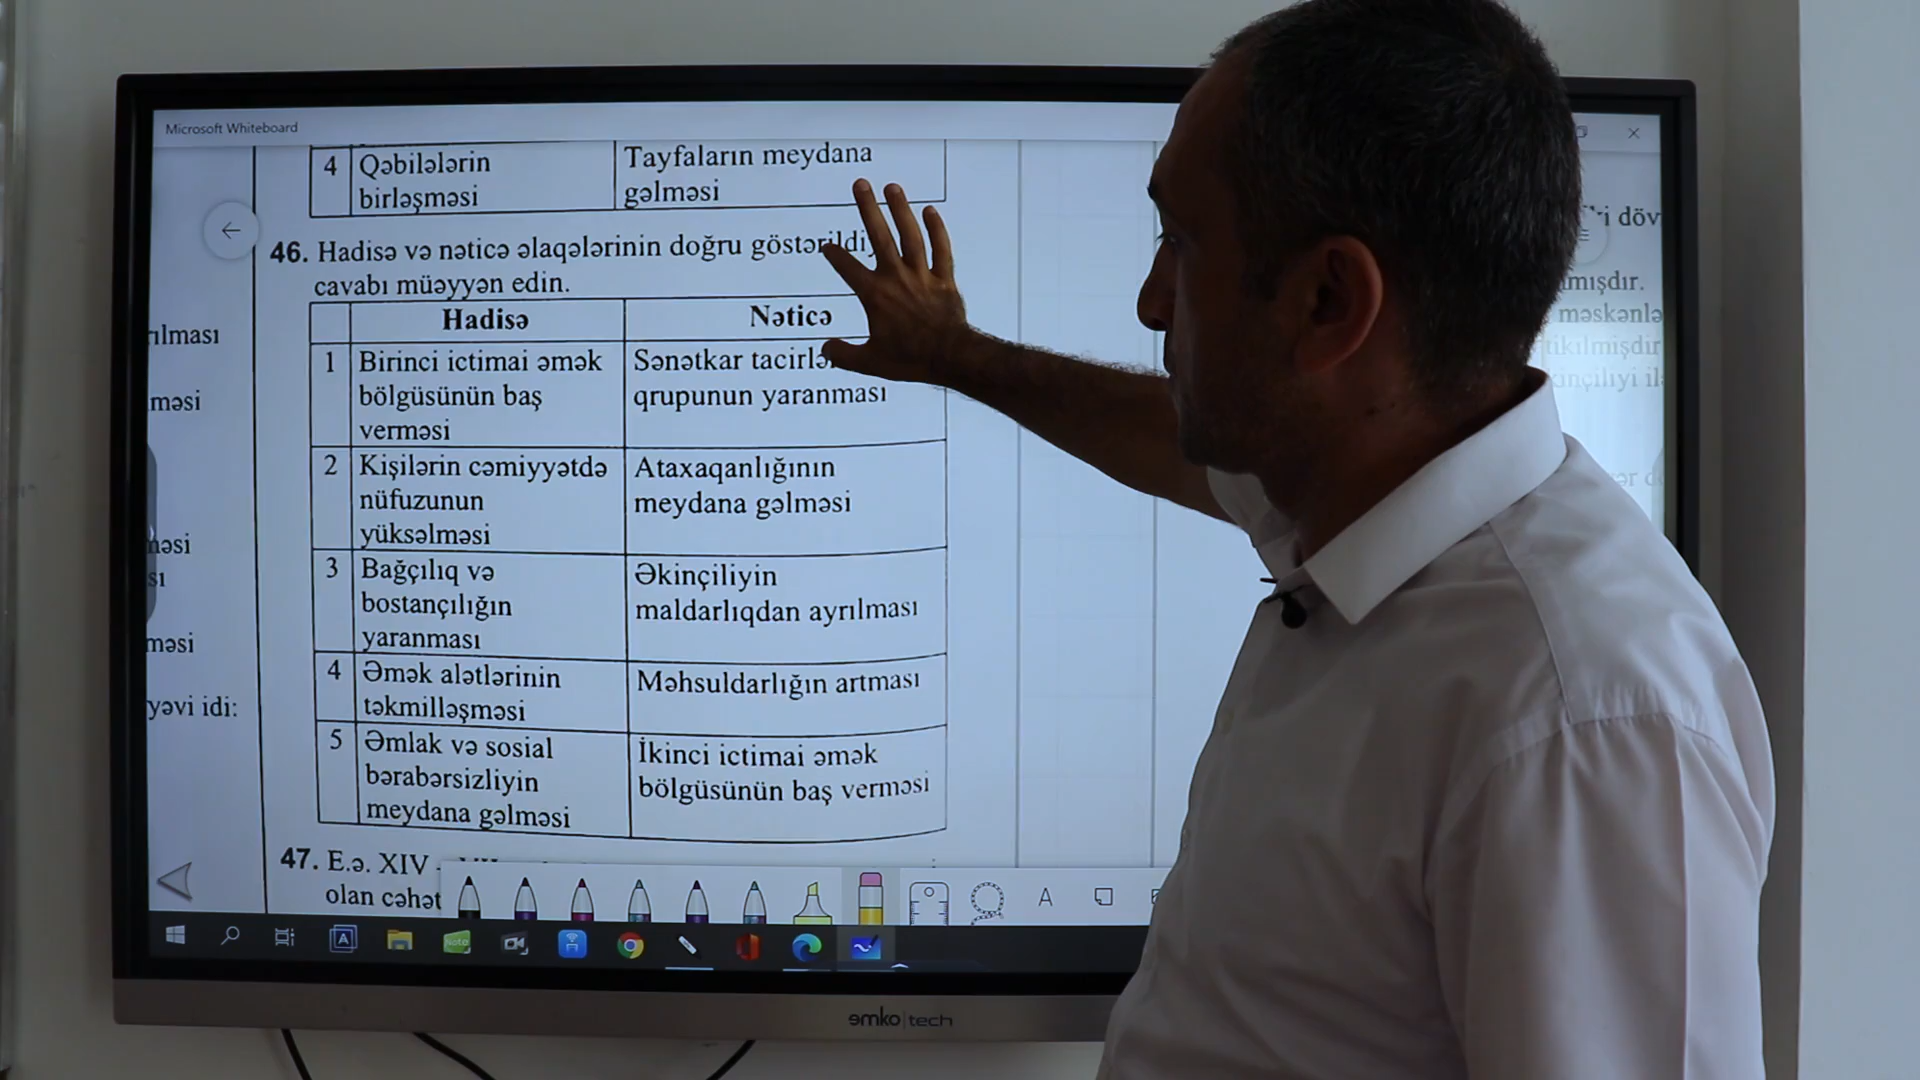 Microsoft Whiteboard
4 Qəbilələrin birləşməsi
Tayfaların meydana gəlməsi
46. Hadisə və nəticə əlaqələrinin doğru
cavabı müəyyən edin.
Hadisə Nəticə
1 Birinci ictimai əmək bölgüsünün baş verməsi
Sənətkar
qrupunun yaranması
2 Kişilərin cəmiyyətdə nüfuzunun yüksəlməsi
Ataxaqanlığının meydana gəlməsi
3 Bağçılıq və bostançılığın yaranması
Əkinçiliyin maldarlıqdan ayrılması
4 Əmək alətlərinin təkmilləşməsi
Məhsuldarlığın artması
5 Əmlak və sosial bərabərsizliyin meydana gəlməsi
İkinci ictimai əmək bölgüsünün baş verməsi
47. E.ə. XIV -
olan cəhət
rılması
məsi
məsi
yəvi idi:
döv
mışdır.
məskənlə
tikilmişdir
emko|tech